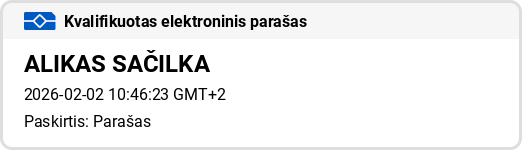 Kvalifikuotas elektroninis parašas
ALIKAS SAČILKA
2026-02-02 10:46:23 GMT+2
Paskirtis: Parašas